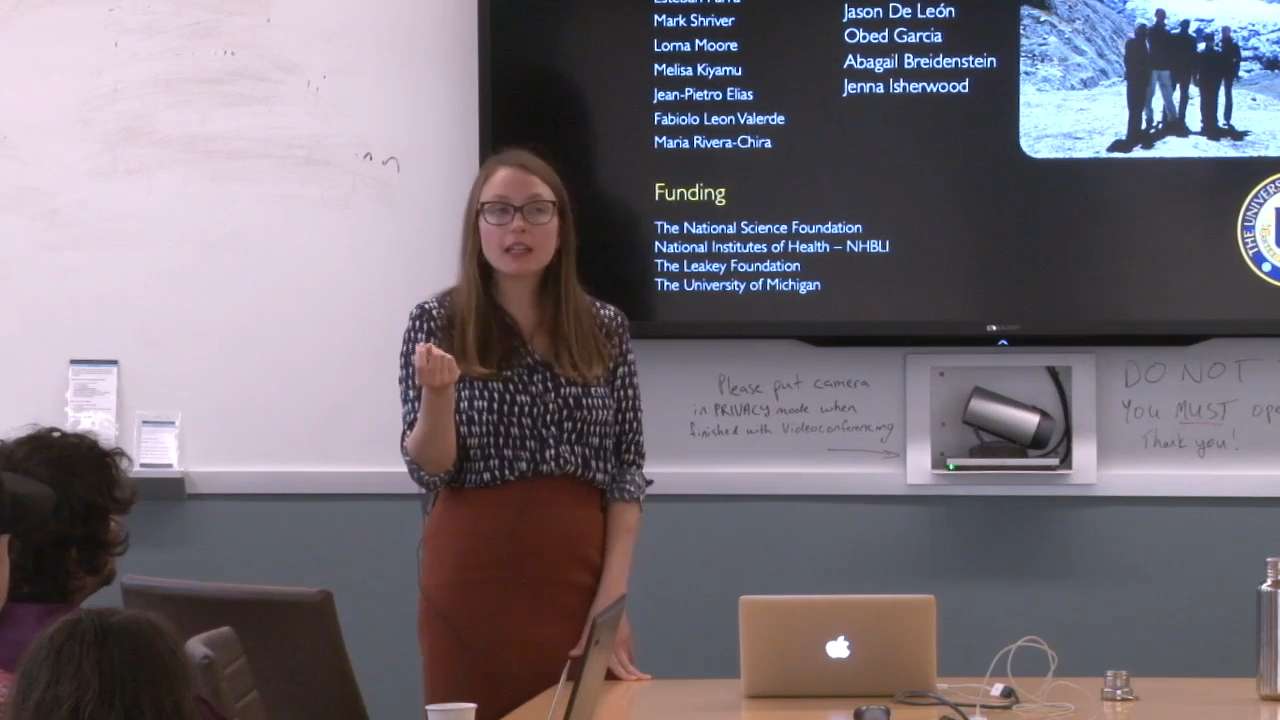 Mark Shriver
Lorna Moore
Melisa Kiyamu
Jean-Pietro Elias
Fabiolo Leon Valerde
Maria Rivera-Chira
Jason De León
Obed Garcia
Abagail Breidenstein
Jenna Isherwood
Funding
The National Science Foundation
National Institutes of Health – NHBLI
The Leakey Foundation
The University of Michigan
THE UNIVERS
Please put camera
in PRIVACY mode when
finished with Videoconferencing
DO NOT
You MUST
Thank you!